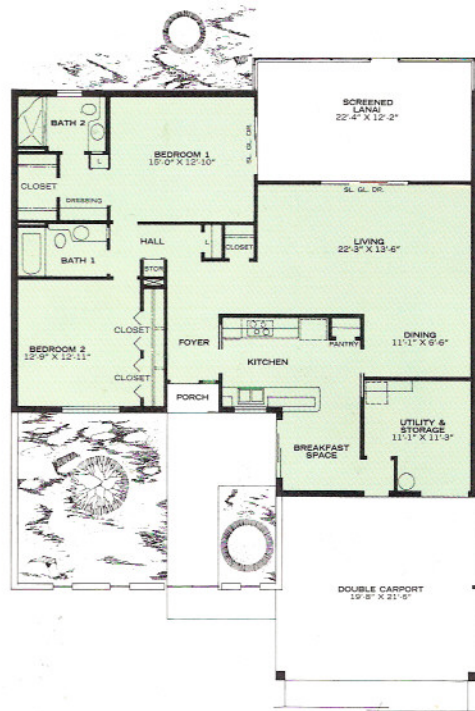 SCREENED
LANAI
22'-4" X 12'-2"
BATH 2
BEDROOM 1
15'-0" X 12'-10"
SL. GL. DR.
L
CLOSET
DRESSING
SL. GL. DR.
HALL
L
CLOSET
LIVING
22'-3" X 13'-6"
BATH 1
STOR
BEDROOM 2
12'-9" X 12'-11"
CLOSET
CLOSET
FOYER
KITCHEN
PANTRY
DINING
11'-1" X 6'-6"
PORCH
BREAKFAST
SPACE
UTILITY &
STORAGE
11'-1" X 11'-3"
DOUBLE CARPORT
19'-8" X 21'-5"